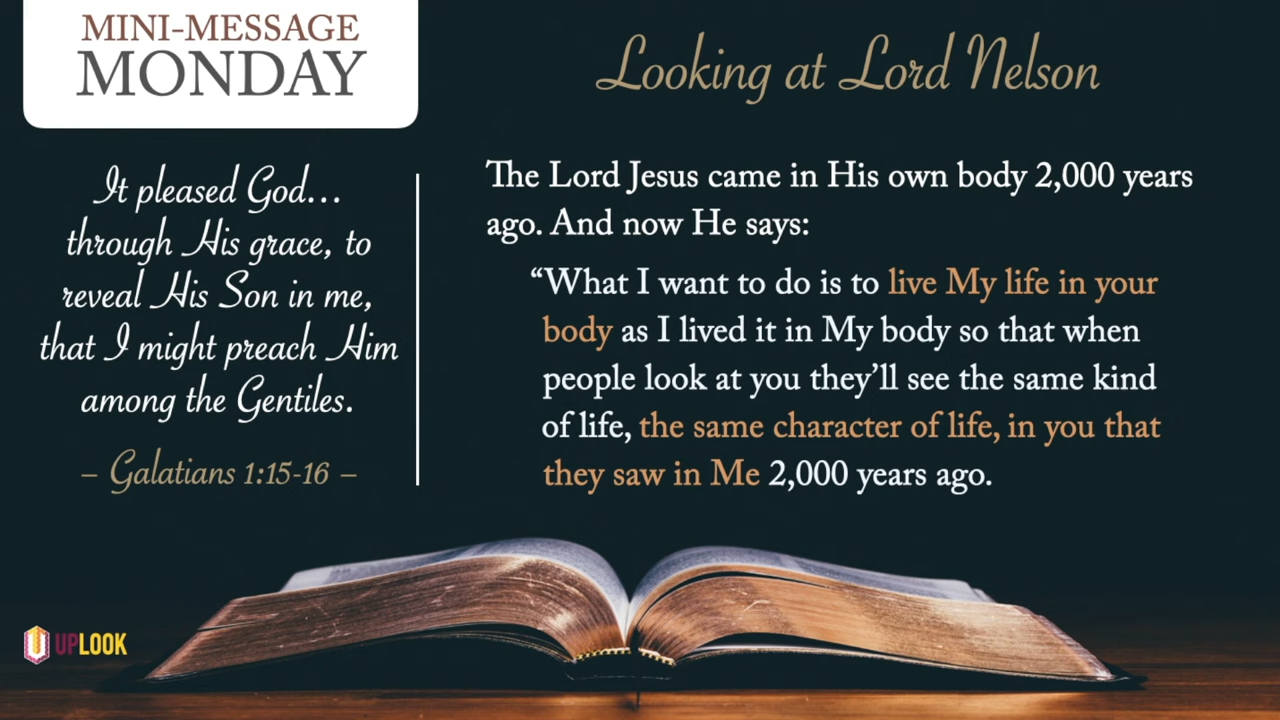 MINI-MESSAGE
MONDAY
Looking at Lord Nelson
It pleased God...
through His grace, to
reveal His Son in me,
that I might preach Him
among the Gentiles.
– Galatians 1:15-16 –
The Lord Jesus came in His own body 2,000 years
ago. And now He says:
“What I want to do is to live My life in your
body as I lived it in My body so that when
people look at you they’ll see the same kind
of life, the same character of life, in you that
they saw in Me 2,000 years ago.
UPLOOK